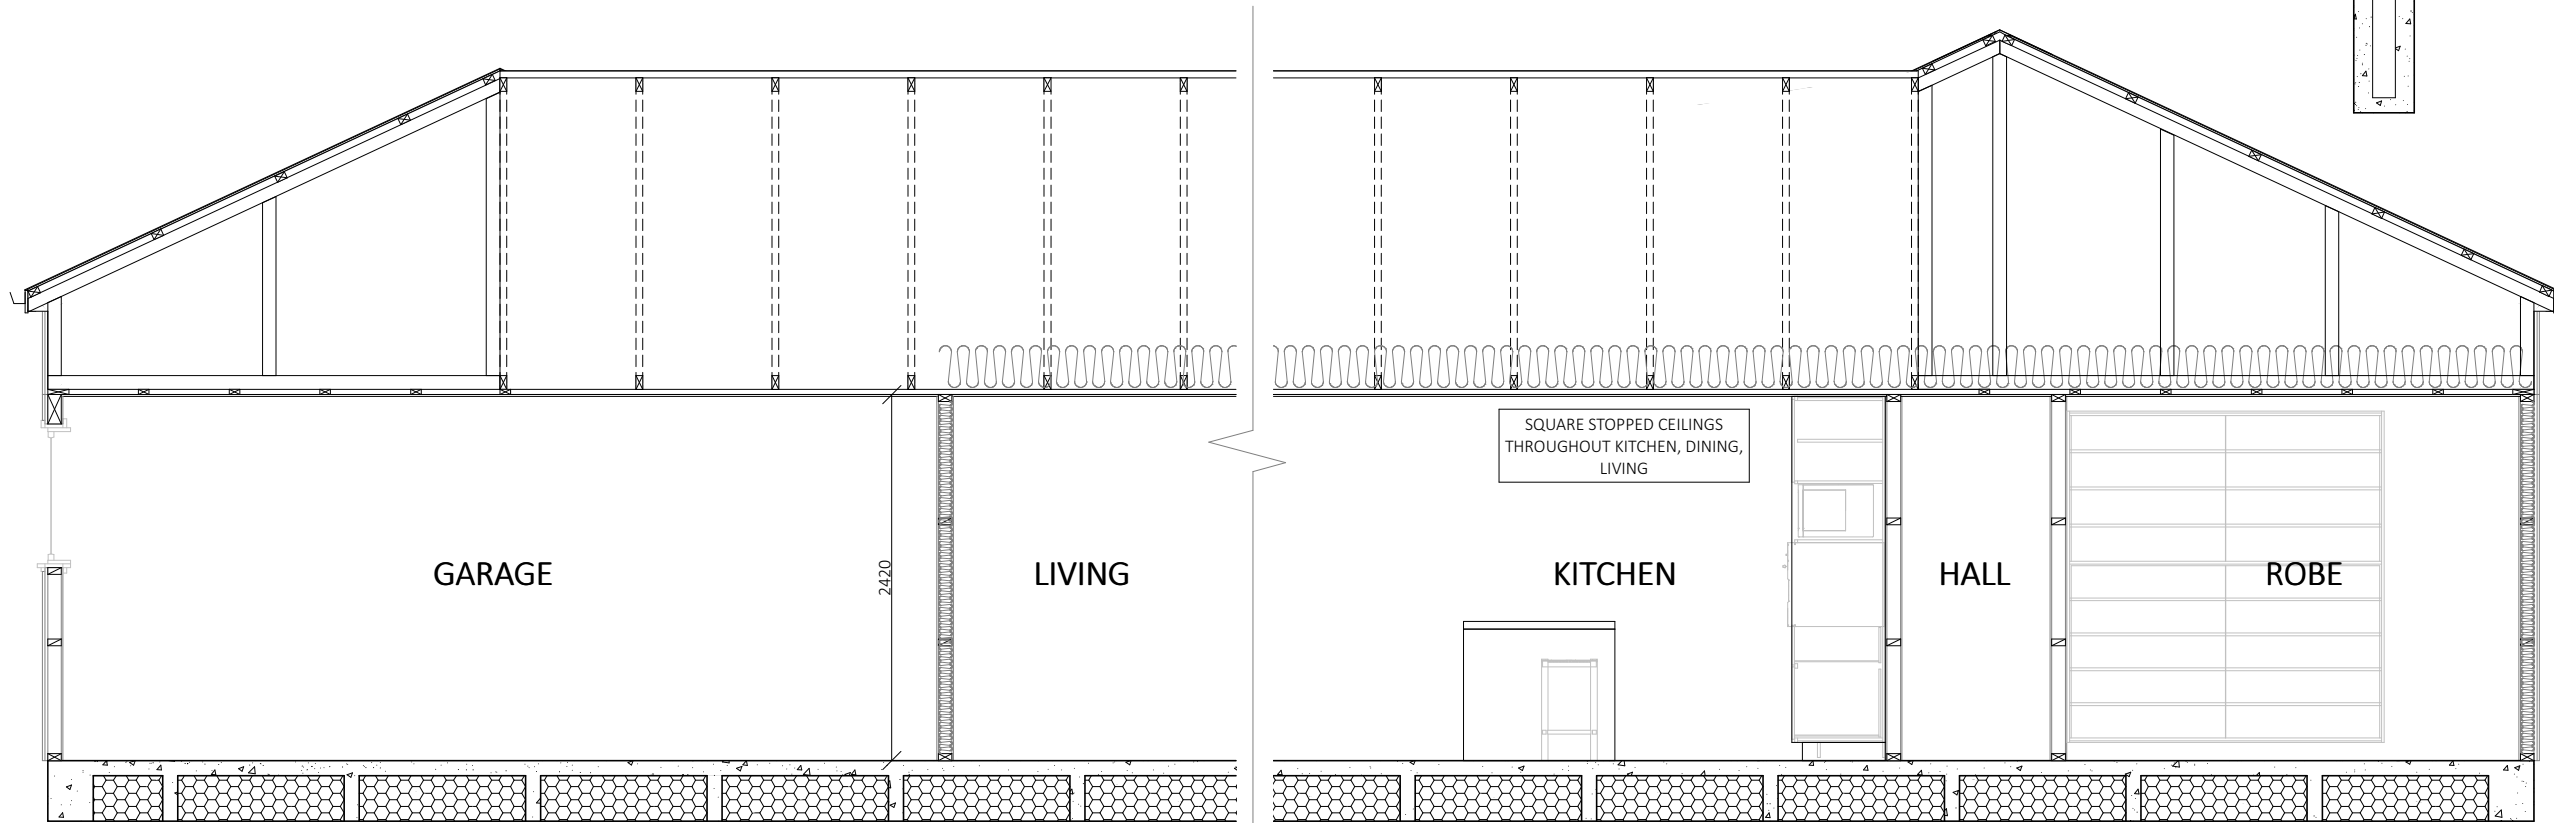 SQUARE STOPPED CEILINGS
THROUGHOUT KITCHEN, DINING,
LIVING
GARAGE
2420
LIVING
KITCHEN
HALL
ROBE